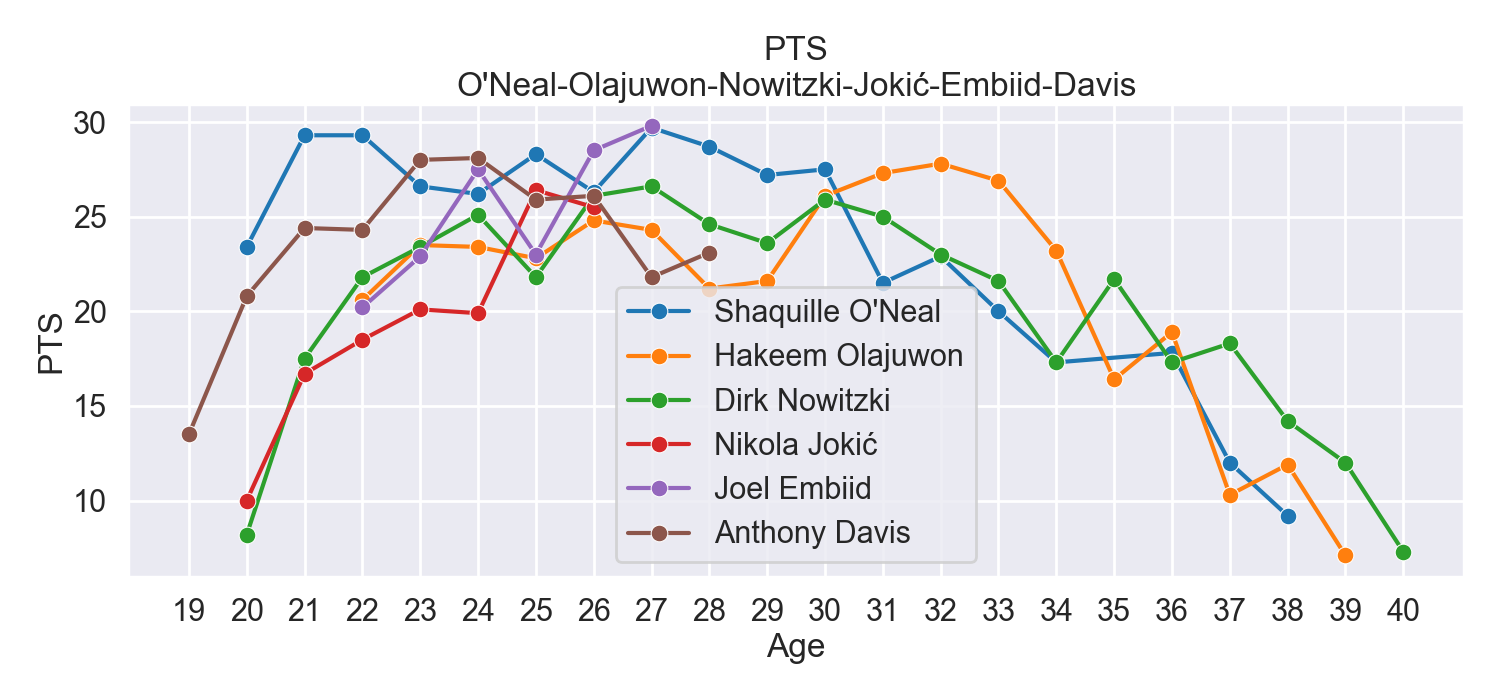 PTS
O'Neal-Olajuwon-Nowitzki-Jokić-Embiid-Davis
PTS
30
25
20
15
10
Shaquille O'Neal
Hakeem Olajuwon
Dirk Nowitzki
Nikola Jokić
Joel Embiid
Anthony Davis
19 20 21 22 23 24 25 26 27 28 29 30 31 32 33 34 35 36 37 38 39 40
Age